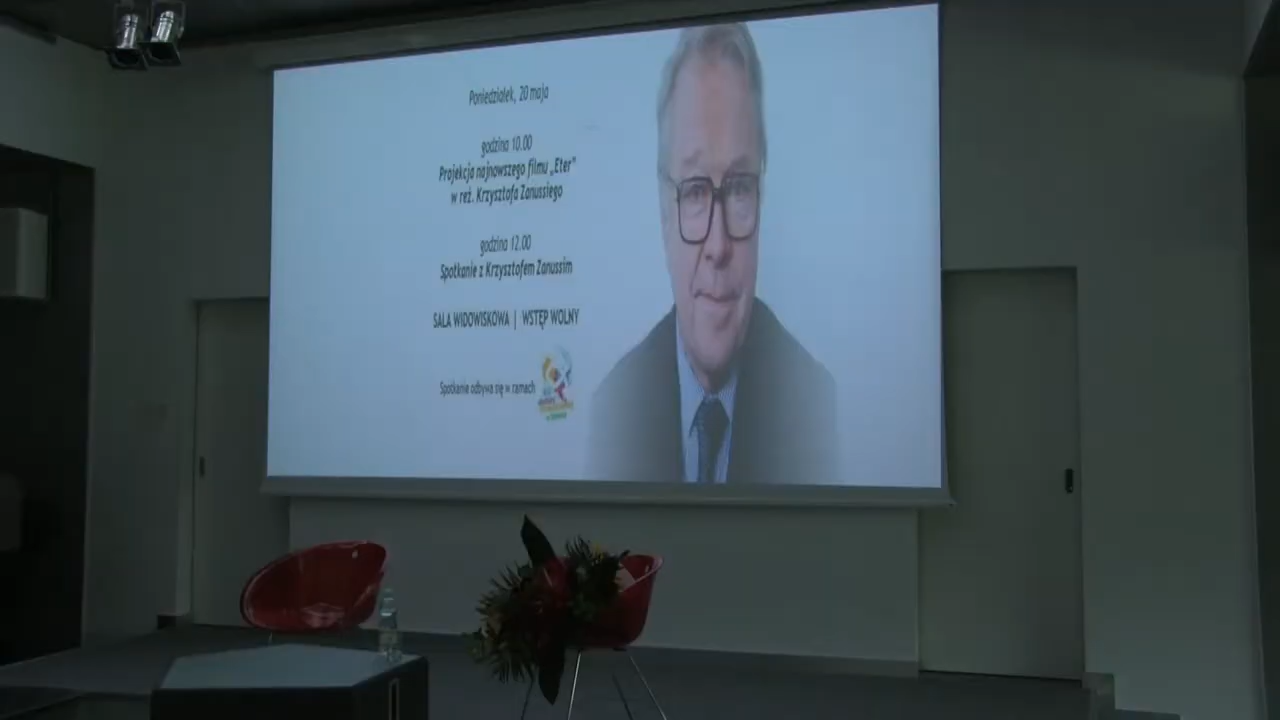 Poniedziałek, 20 maja
godzina 10.00
Projekcja najnowszego filmu „Eter”
w reż. Krzysztofa Zanussiego
godzina 12.00
Spotkanie z Krzysztofem Zanussim
SALA WIDOWISKOWA | WSTĘP WOLNY
Spotkanie odbywa się w ramach